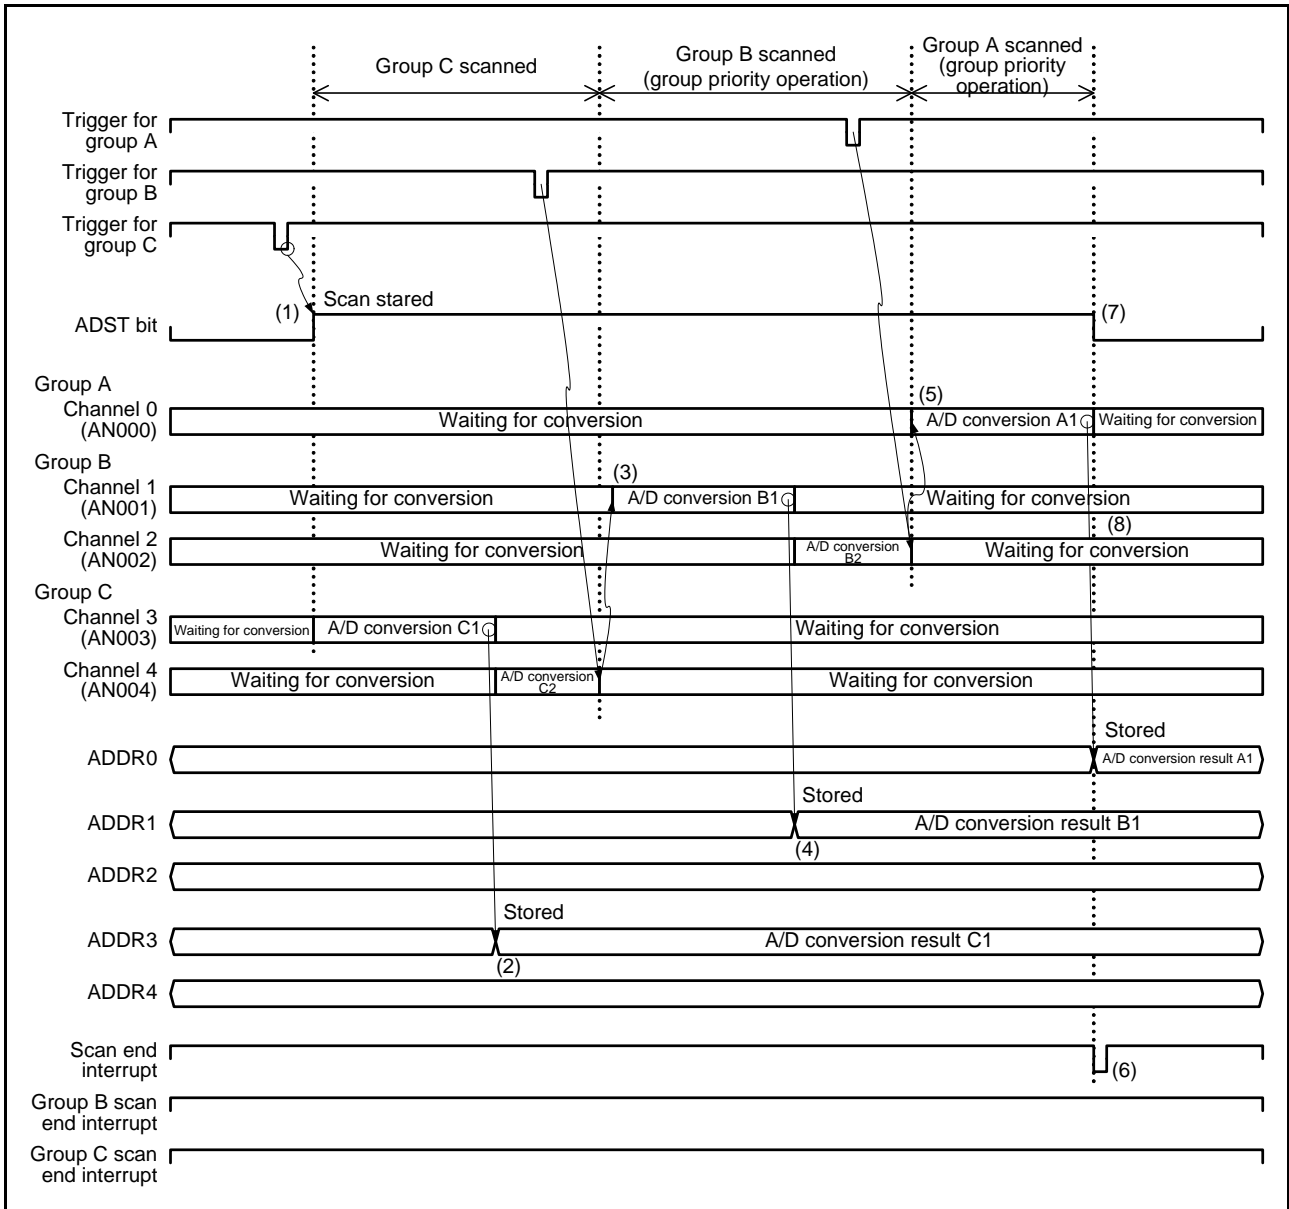 Group C scanned
Group B scanned
(group priority operation)
Group A scanned
(group priority
operation)
Trigger for
group A
Trigger for
group B
Trigger for
group C
Scan stared
(1)
(7)
ADST bit
Group A
(5)
Channel 0
(AN000)
Waiting for conversion
A/D conversion A1
Waiting for conversion
Group B
(3)
Channel 1
(AN001)
Waiting for conversion
A/D conversion B1
Waiting for conversion
(8)
Channel 2
(AN002)
Waiting for conversion
A/D conversion
B2
Waiting for conversion
Group C
Channel 3
(AN003)
Waiting for conversion
A/D conversion C1
Waiting for conversion
Channel 4
(AN004)
Waiting for conversion
A/D conversion
C2
Waiting for conversion
Stored
ADDR0
A/D conversion result A1
Stored
ADDR1
A/D conversion result B1
(4)
ADDR2
Stored
ADDR3
A/D conversion result C1
(2)
ADDR4
Scan end
interrupt
(6)
Group B scan
end interrupt
Group C scan
end interrupt